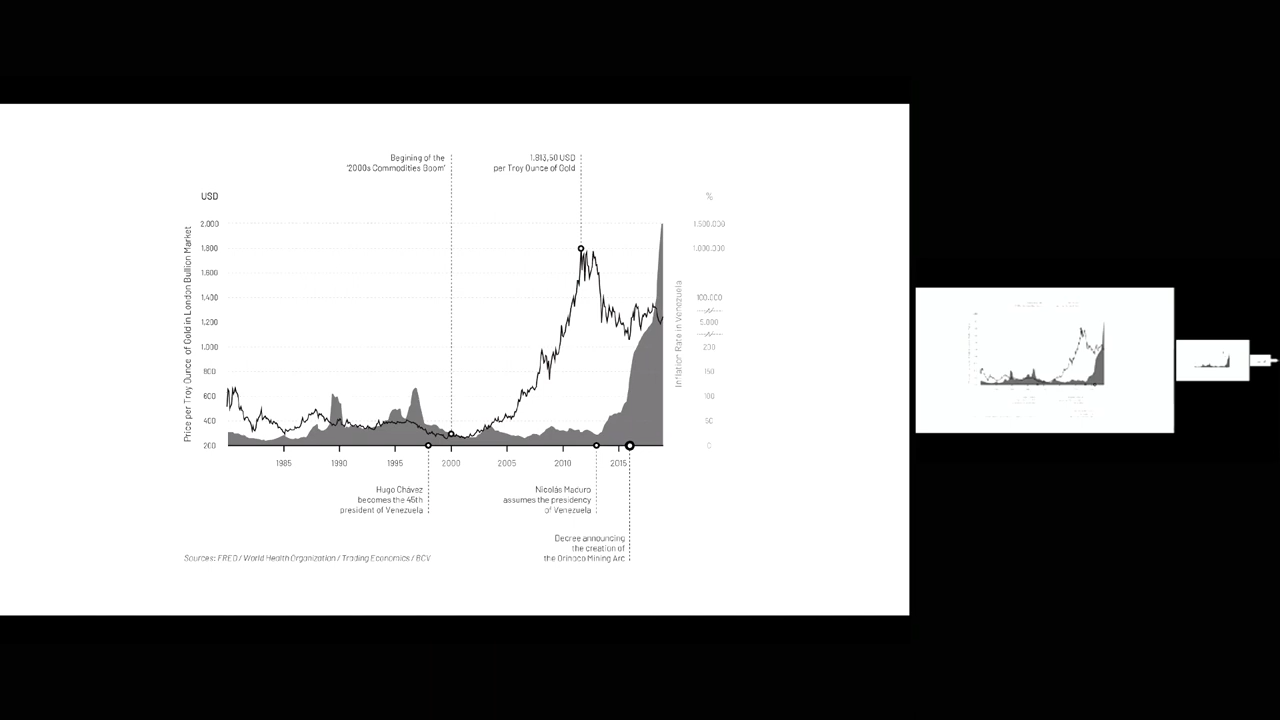 Begining of the
'2000s Commodities Boom'
1.813,50 USD
per Troy Ounce of Gold
USD
%
Price per Troy Ounce of Gold in London Bullion Market
2.000
1.800
1.600
1.400
1.200
1.000
800
600
400
200
1985
1990
1995
2000
2005
2010
2015
Inflation Rate in Venezuela
1.500.000
1.000.000
100.000
5.000
200
150
100
50
0
Hugo Chávez
becomes the 45th
president of Venezuela
Nicolás Maduro
assumes the presidency
of Venezuela
Decree announcing
the creation of
the Orinoco Mining Arc
Sources: FRED / World Health Organization / Trading Economics / BCV